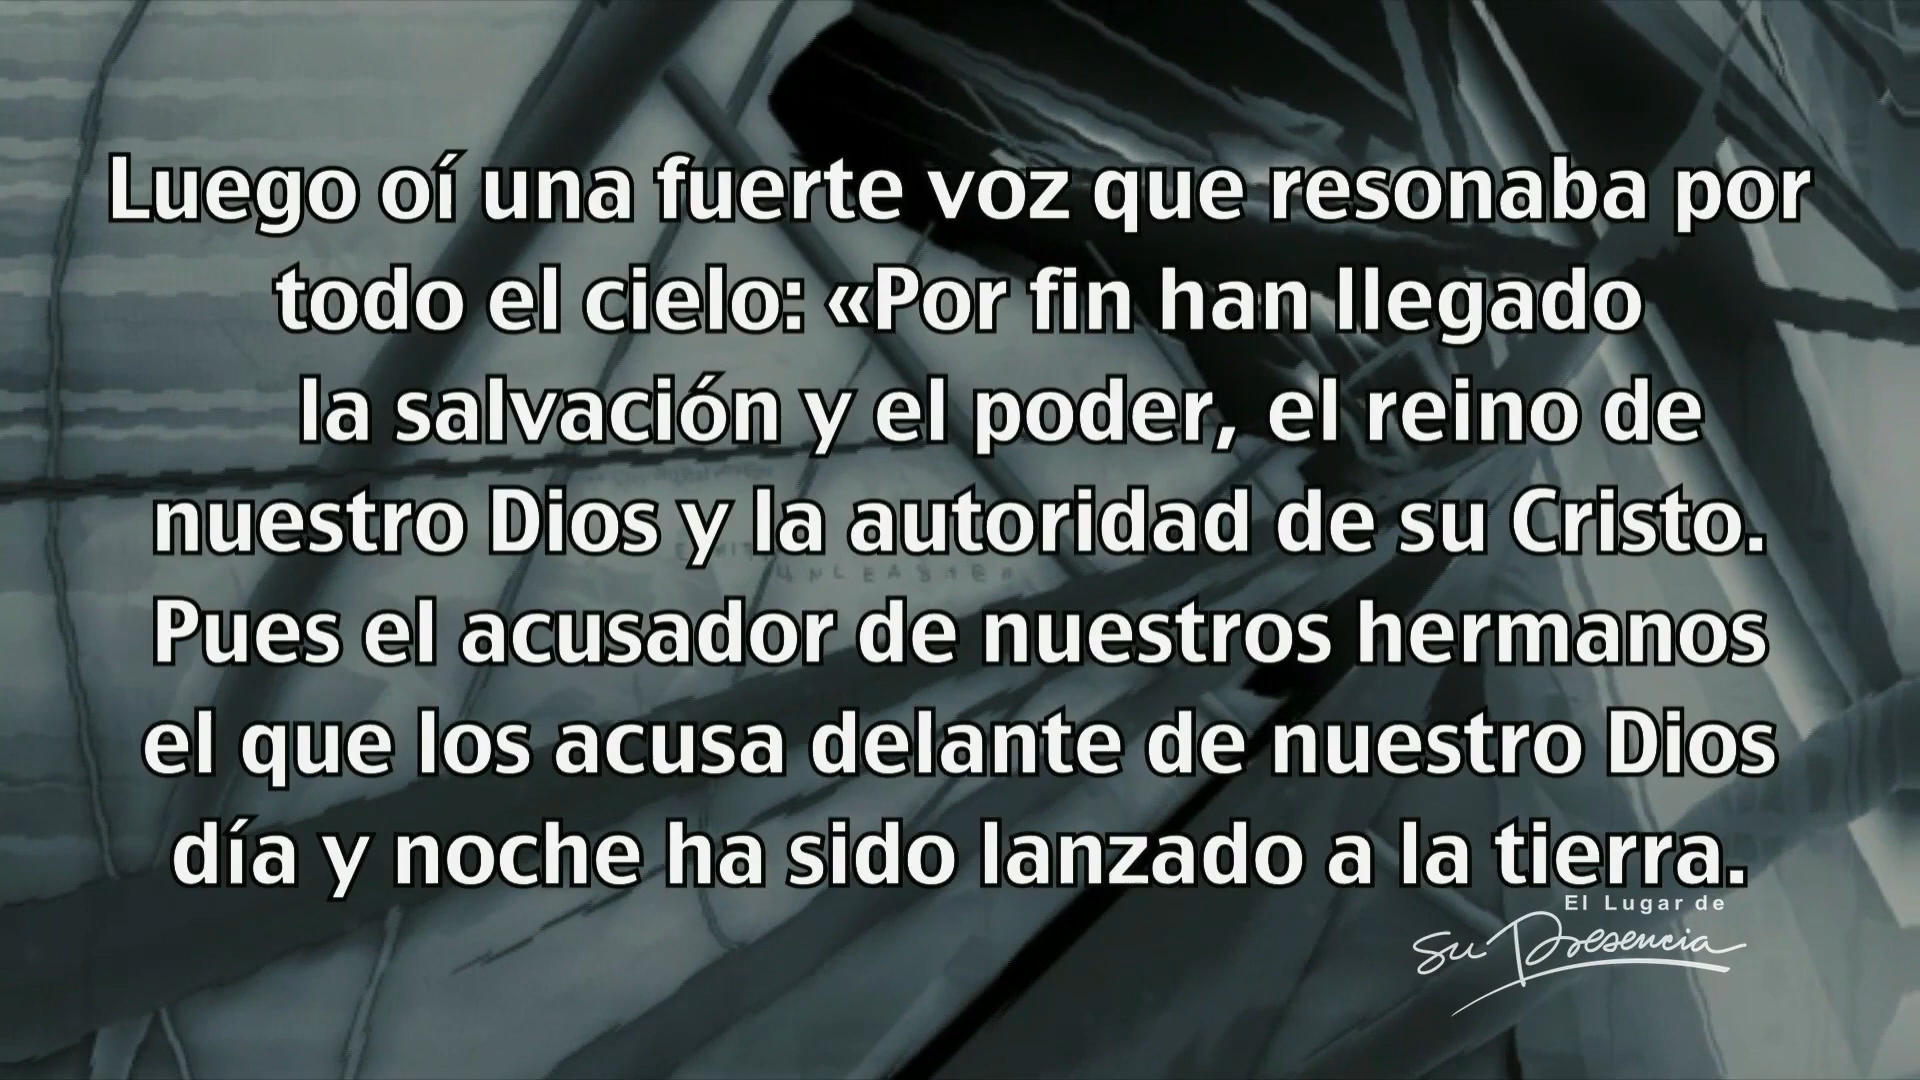 Luego oí una fuerte voz que resonaba por
todo el cielo: «Por fin han llegado
la salvación y el poder, el reino de
nuestro Dios y la autoridad de su Cristo.
Pues el acusador de nuestros hermanos
el que los acusa delante de nuestro Dios
día y noche ha sido lanzado a la tierra.
El Lugar de
Su Presencia